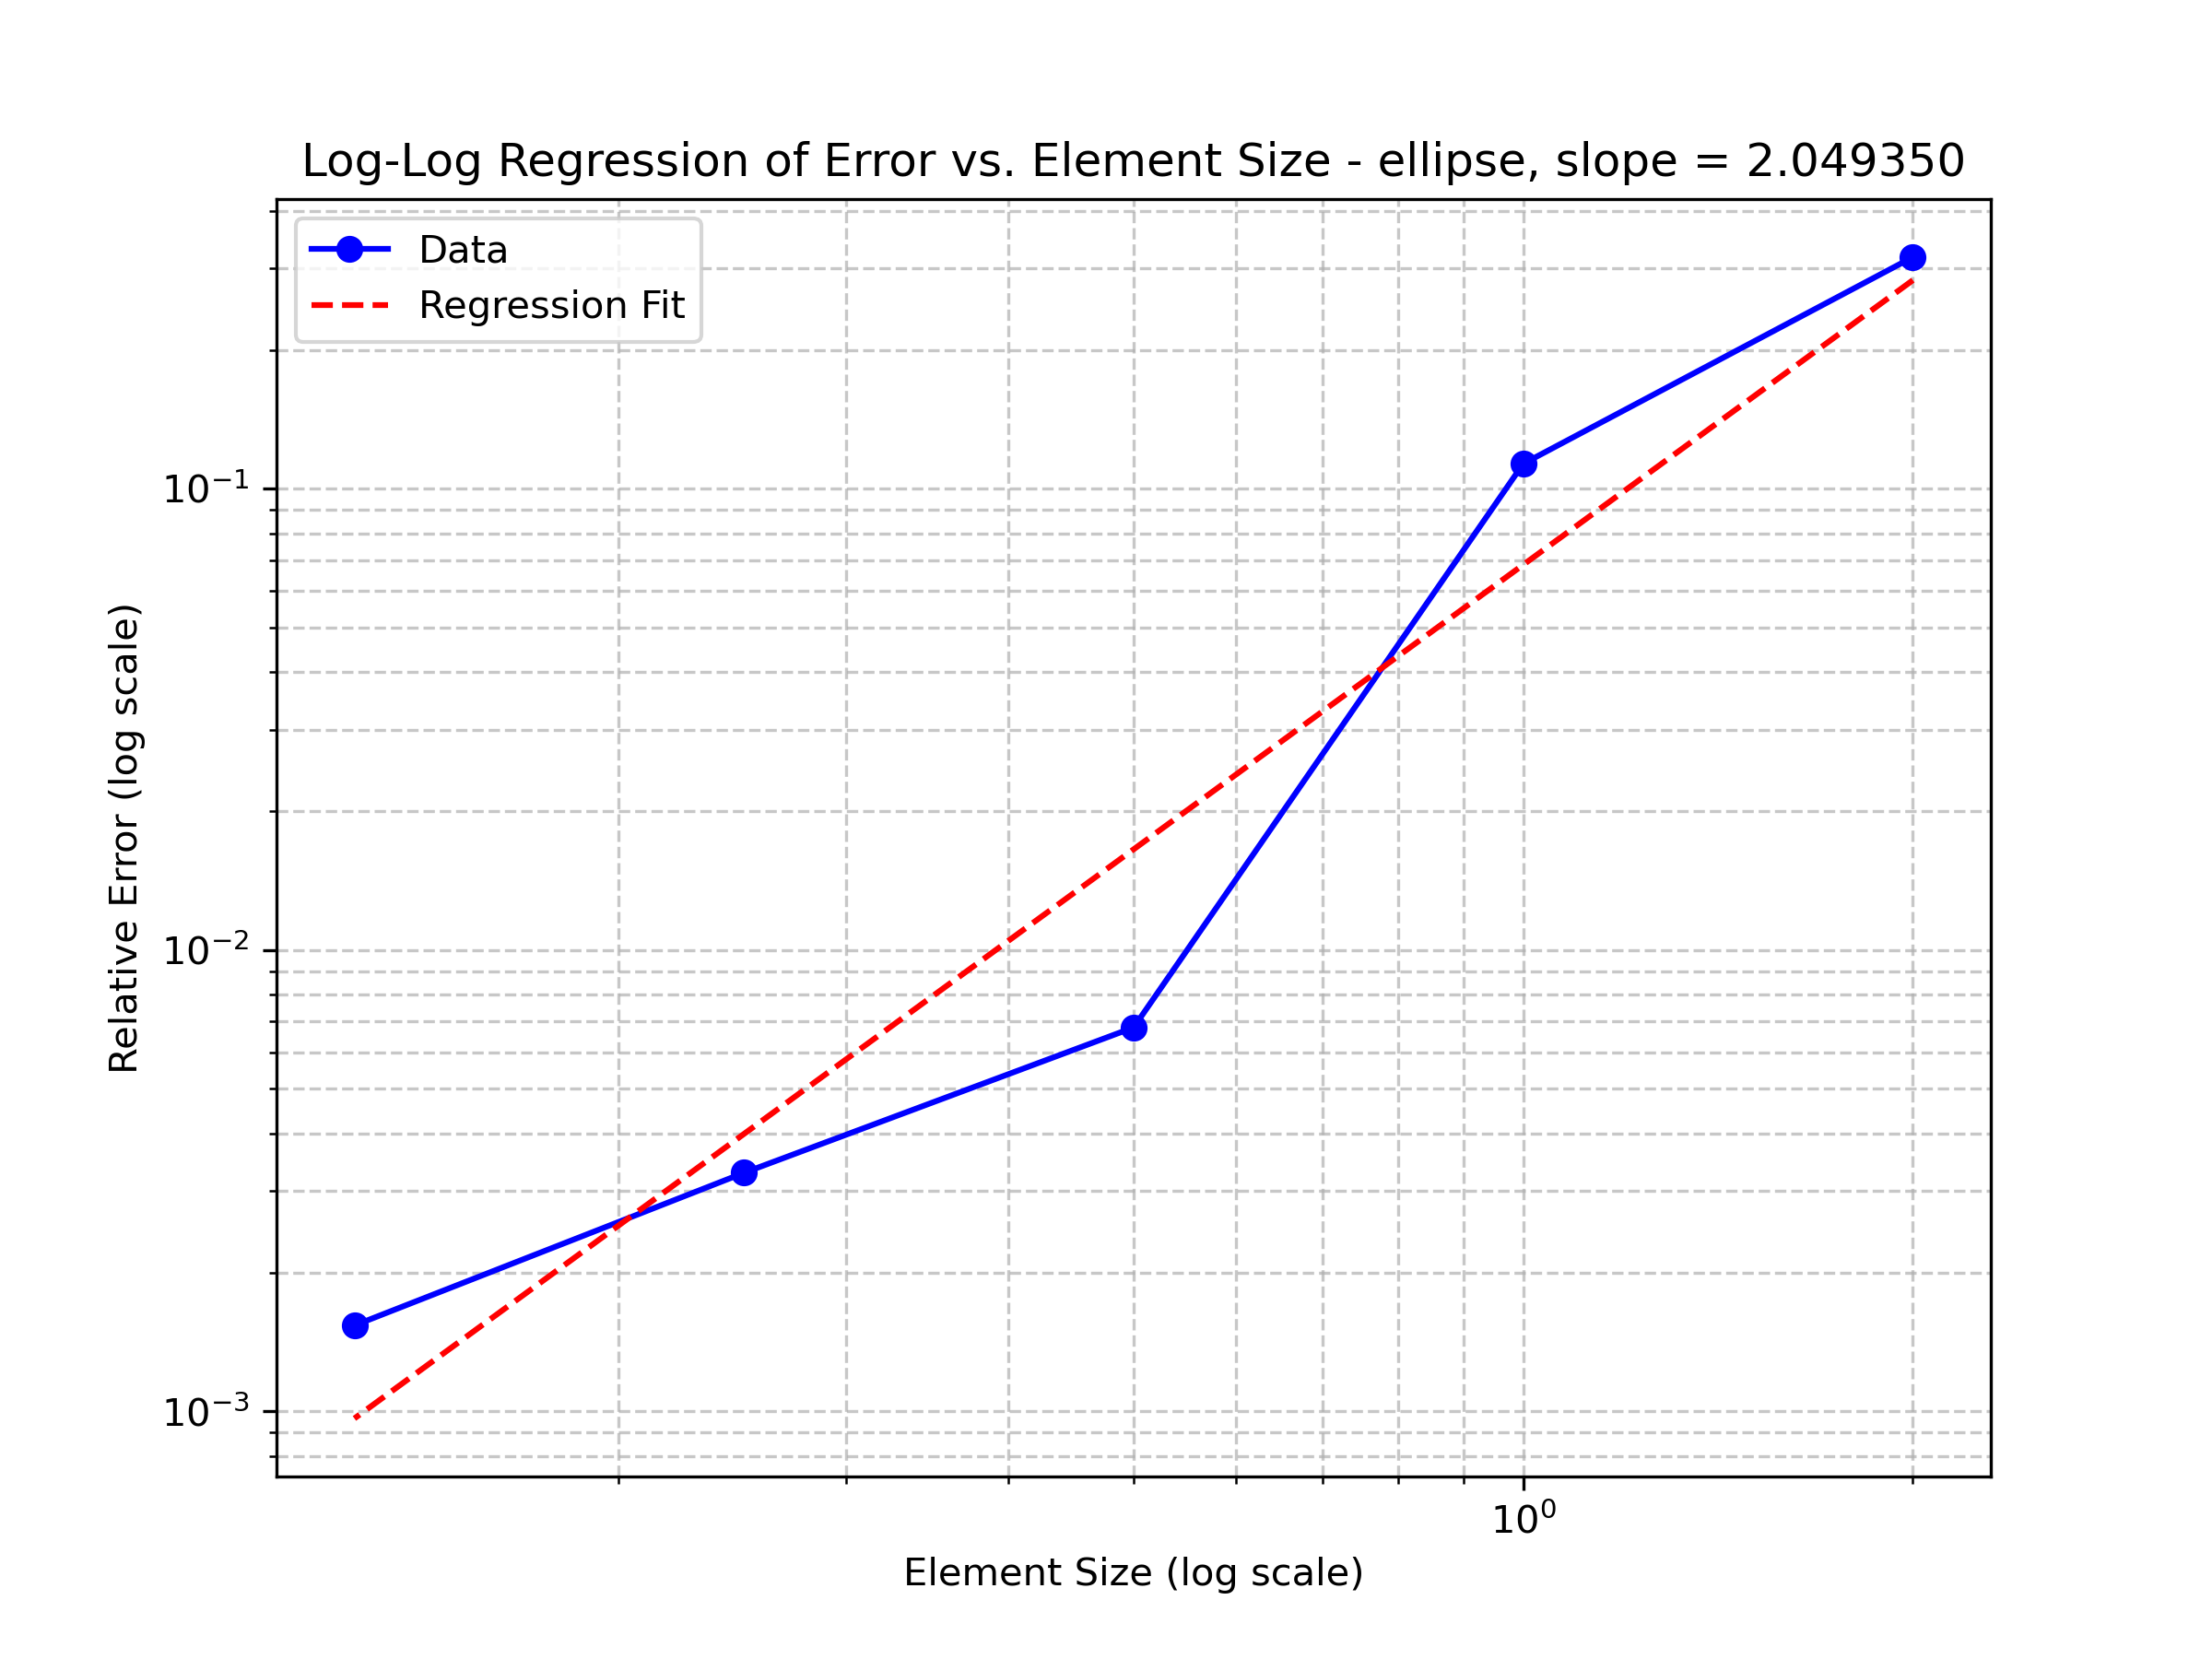 Log-Log Regression of Error vs. Element Size - ellipse, slope = 2.049350
Data
Regression Fit
Relative Error (log scale)
10⁻¹
10⁻²
10⁻³
10⁰
Element Size (log scale)